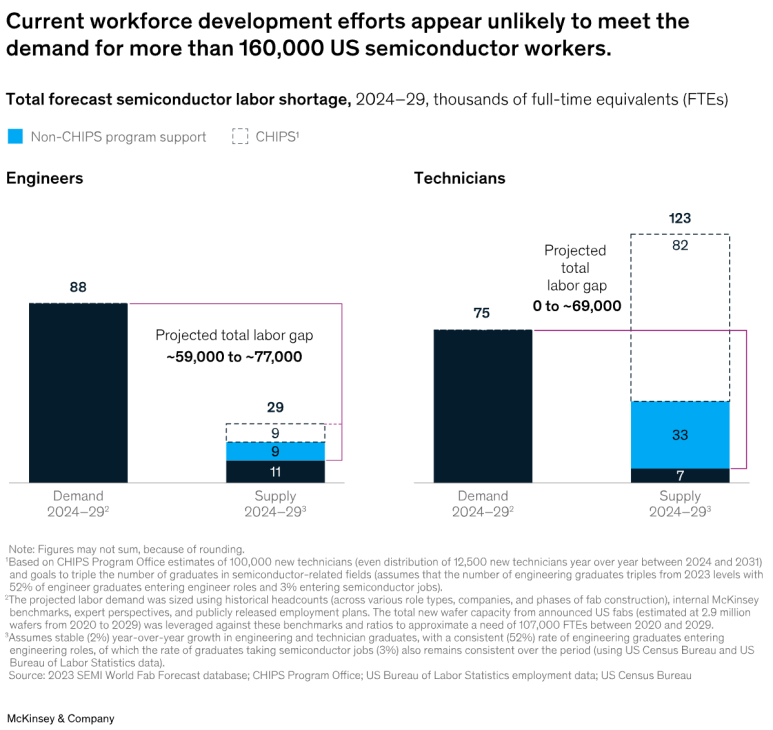 Current workforce development efforts appear unlikely to meet the
demand for more than 160,000 US semiconductor workers.
Total forecast semiconductor labor shortage, 2024–29, thousands of full-time equivalents (FTEs)
Non-CHIPS program support
CHIPS¹
Engineers
88
Projected total labor gap
~59,000 to ~77,000
29
9
9
11
Demand
2024–29²
Supply
2024–29³
Technicians
123
82
Projected
total
labor gap
0 to ~69,000
75
33
7
Demand
2024–29²
Supply
2024–29³
Note: Figures may not sum, because of rounding.
¹Based on CHIPS Program Office estimates of 100,000 new technicians (even distribution of 12,500 new technicians year over year between 2024 and 2031)
and goals to triple the number of graduates in semiconductor-related fields (assumes that the number of engineering graduates triples from 2023 levels with
52% of engineer graduates entering engineer roles and 3% entering semiconductor jobs).
²The projected labor demand was sized using historical headcounts (across various role types, companies, and phases of fab construction), internal McKinsey
benchmarks, expert perspectives, and publicly released employment plans. The total new wafer capacity from announced US fabs (estimated at 2.9 million
wafers from 2020 to 2029) was leveraged against these benchmarks and ratios to approximate a need of 107,000 FTEs between 2020 and 2029.
³Assumes stable (2%) year-over-year growth in engineering and technician graduates, with a consistent (52%) rate of engineering graduates entering
engineering roles, of which the rate of graduates taking semiconductor jobs (3%) also remains consistent over the period (using US Census Bureau and US
Bureau of Labor Statistics data).
Source: 2023 SEMI World Fab Forecast database; CHIPS Program Office; US Bureau of Labor Statistics employment data; US Census Bureau
McKinsey & Company